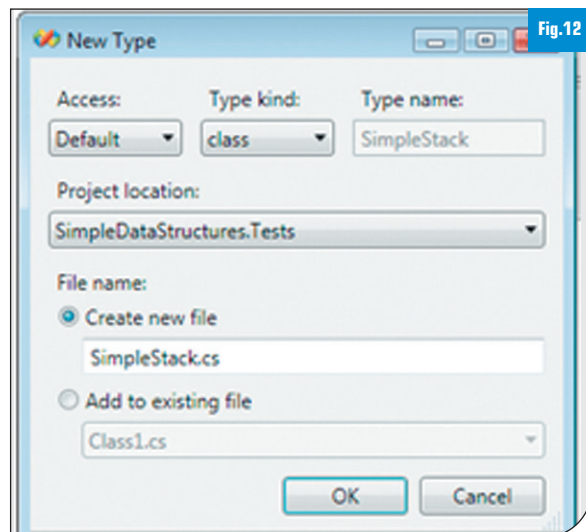 Fig.12
New Type
Access: Type kind: Type name:
Default class SimpleStack
Project location:
SimpleDataStructures.Tests
File name:
Create new file
SimpleStack.cs
Add to existing file
Class1.cs
OK Cancel